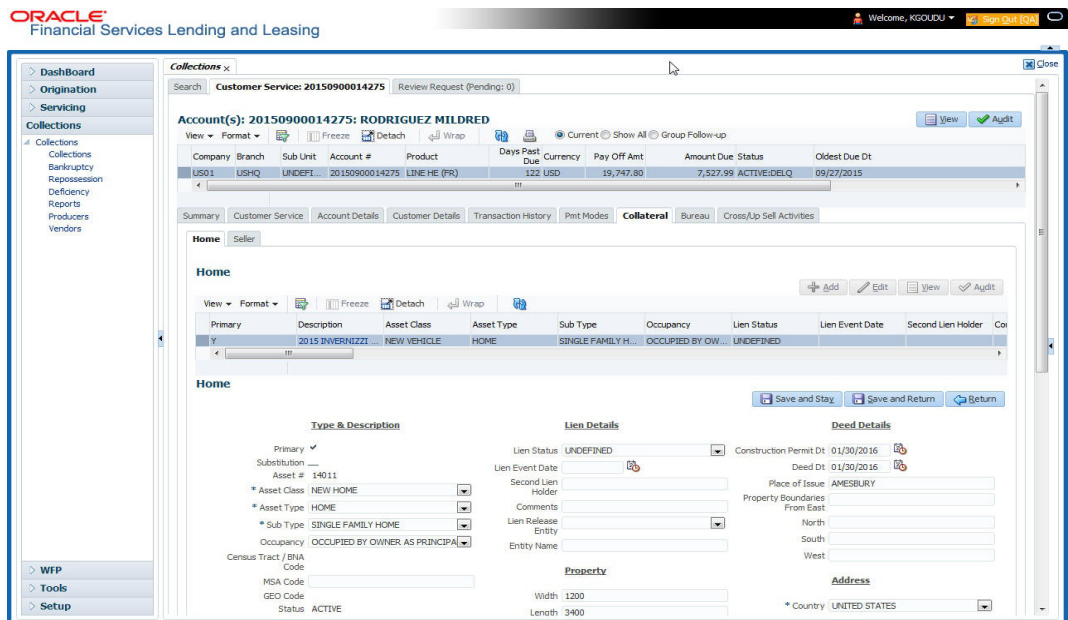 ORACLE
Financial Services Lending and Leasing
Welcome, KGOUDU
Sign Out [QA]
Close
DashBoard
Origination
Servicing
Collections
Collections
Collections
Bankruptcy
Repossession
Deficiency
Reports
Producers
Vendors
WFP
Tools
Setup
Collections x
Search Customer Service: 20150900014275 Review Request (Pending: 0)
Account(s): 20150900014275: RODRIGUEZ MILDRED
View Audit
View Format Freeze Detach Wrap Current Show All Group Follow-up
Company Branch Sub Unit Account # Product Days Past Due Currency Pay Off Amt Amount Due Status Oldest Due Dt
US01 USHQ UNDEFI... 20150900014275 LINE HE (FR) 122 USD 19,747.80 7,527.99 ACTIVE:DELQ 09/27/2015
Summary Customer Service Account Details Customer Details Transaction History Pmt Modes Collateral Bureau Cross/Up Sell Activities
Home Seller
Home
Add Edit View Audit
View Format Freeze Detach Wrap
Primary Description Asset Class Asset Type Sub Type Occupancy Lien Status Lien Event Date Second Lien Holder Co
Y 2015 INVERNIZZI ... NEW VEHICLE HOME SINGLE FAMILY H... OCCUPIED BY OW... UNDEFINED
Home
Save and Stay Save and Return Return
Type & Description
Primary
Substitution
Asset # 14011
* Asset Class NEW HOME
* Asset Type HOME
* Sub Type SINGLE FAMILY HOME
Occupancy OCCUPIED BY OWNER AS PRINCIPA
Census Tract / BNA
Code
MSA Code
GEO Code
Status ACTIVE
Lien Details
Lien Status UNDEFINED
Lien Event Date
Second Lien
Holder
Comments
Lien Release
Entity
Entity Name
Property
Width 1200
Length 3400
Deed Details
Construction Permit Dt 01/30/2016
Deed Dt 01/30/2016
Place of Issue AMESBURY
Property Boundaries
From East
North
South
West
Address
* Country UNITED STATES